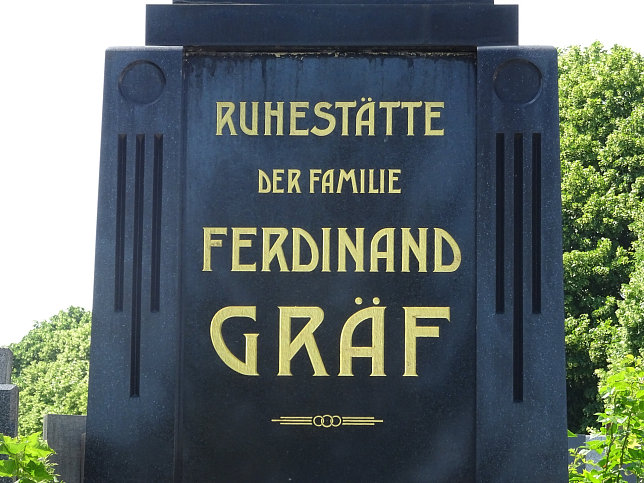 RUHESTÄTTE
DER FAMILIE
FERDINAND
GRÄF